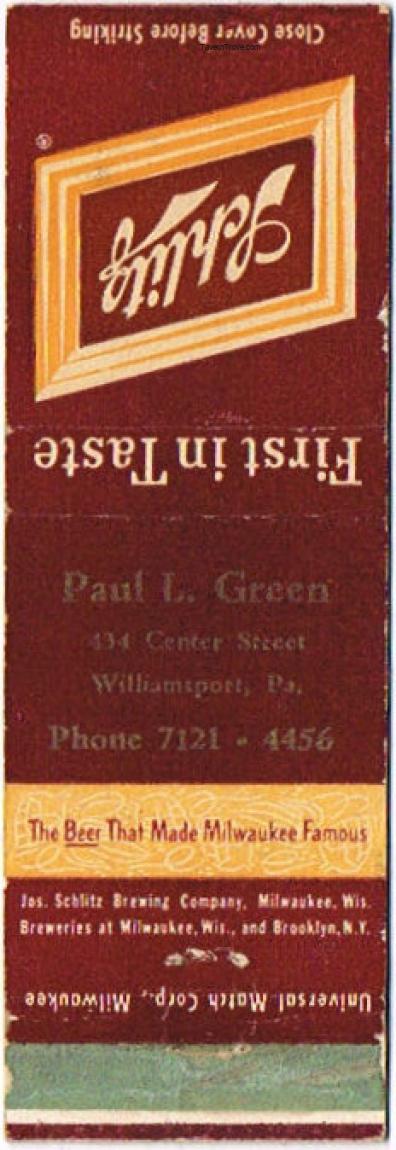 Close Cover Before Striking
TavernTrove.com
®
Schlitz
First in Taste
Paul L. Green
434 Center Street
Williamsport, Pa.
Phone 7121 - 4456
The Beer That Made Milwaukee Famous
Jos. Schlitz Brewing Company, Milwaukee, Wis.
Breweries at Milwaukee, Wis., and Brooklyn, N.Y.
Universal Match Corp., Milwaukee